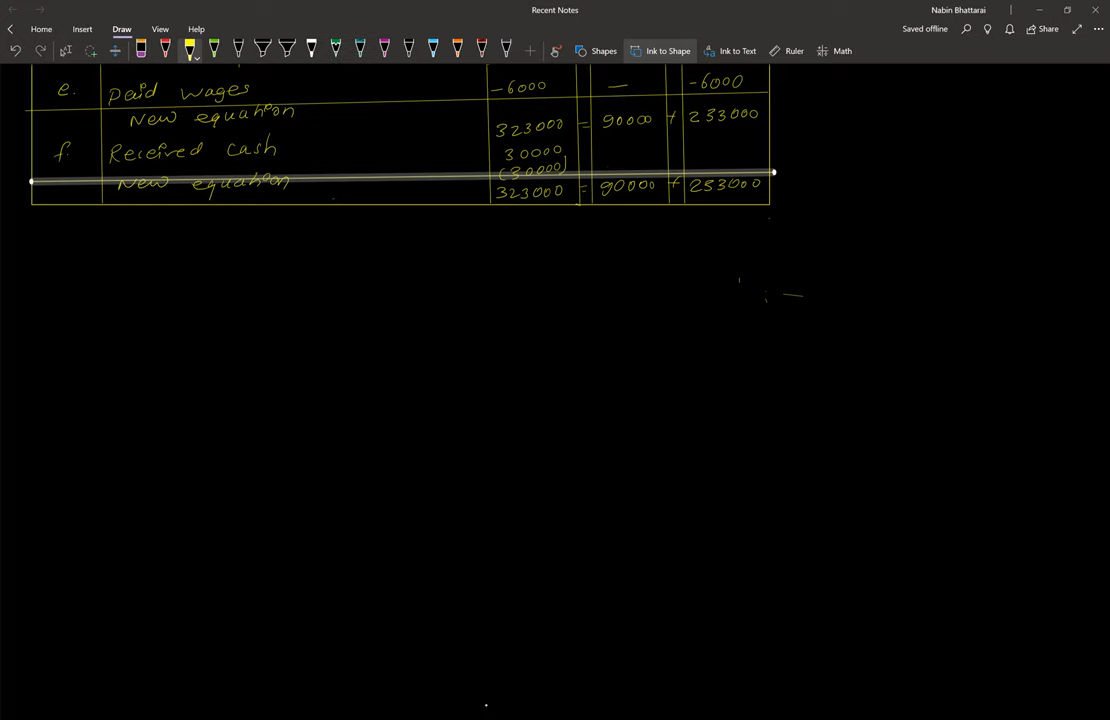 Recent Notes
Nabin Bhattarai
Home Insert Draw View Help
Saved offline
Share
Shapes
Ink to Shape
Ink to Text
Ruler
Math
e. paid wages -6000 — -6000
New equation 323000 = 90000 + 233000
f. Received cash 30000
(30000)
New equation 323000 = 90000 + 233000